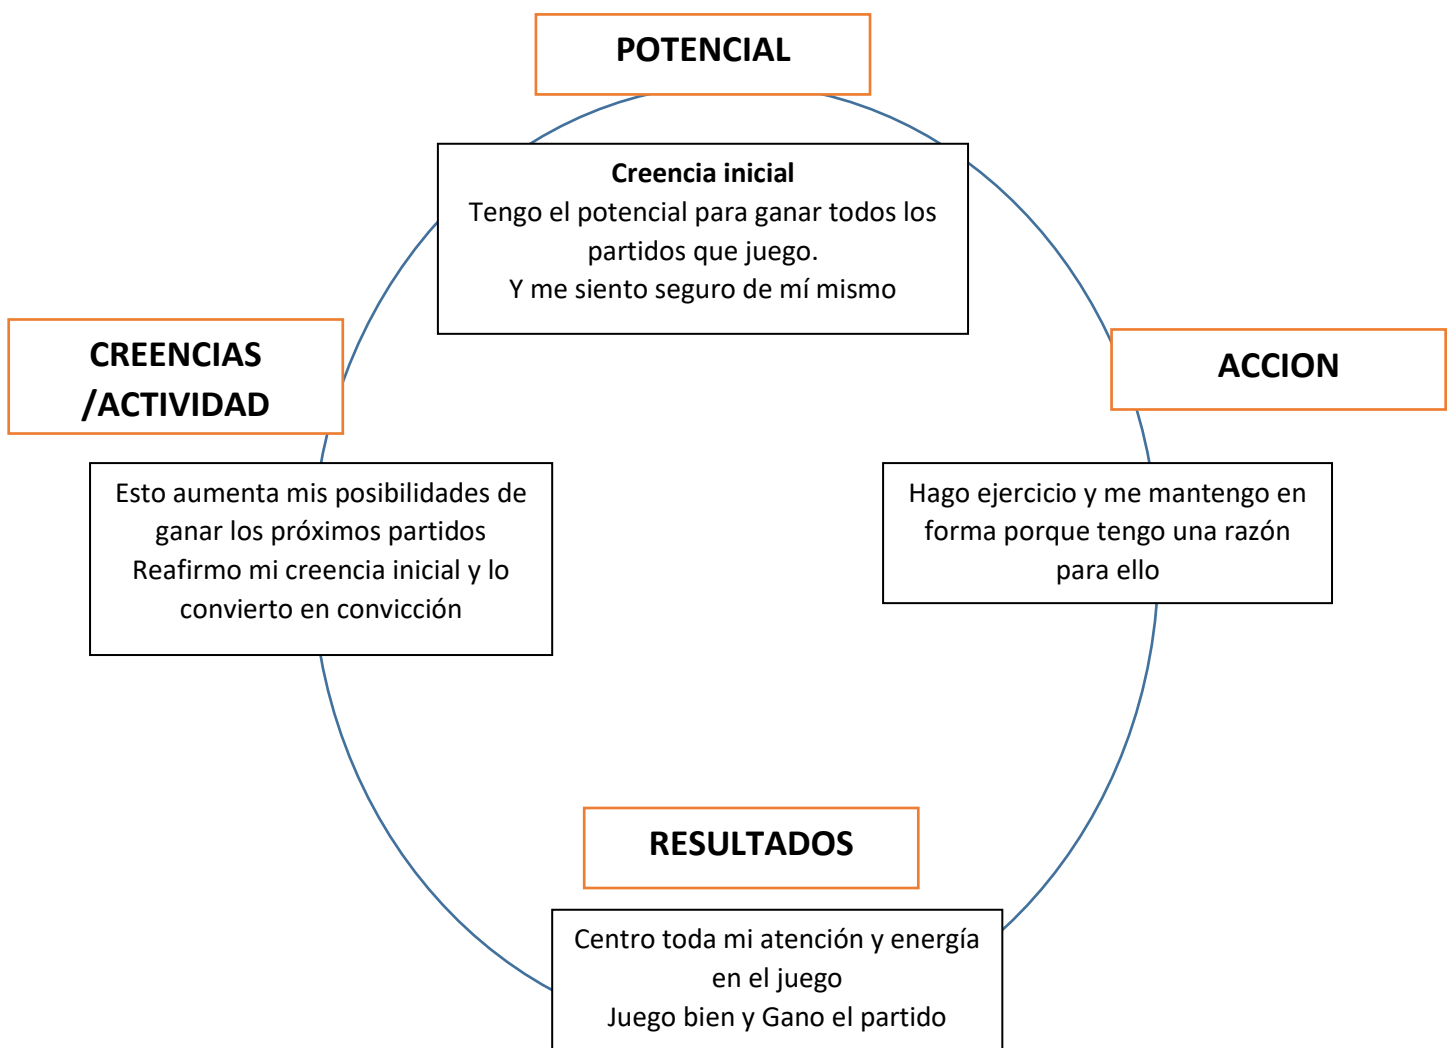 POTENCIAL
Creencia inicial
Tengo el potencial para ganar todos los
partidos que juego.
Y me siento seguro de mí mismo
CREENCIAS
/ACTIVIDAD
ACCION
Esto aumenta mis posibilidades de
ganar los próximos partidos
Reafirmo mi creencia inicial y lo
convierto en convicción
Hago ejercicio y me mantengo en
forma porque tengo una razón
para ello
RESULTADOS
Centro toda mi atención y energía
en el juego
Juego bien y Gano el partido